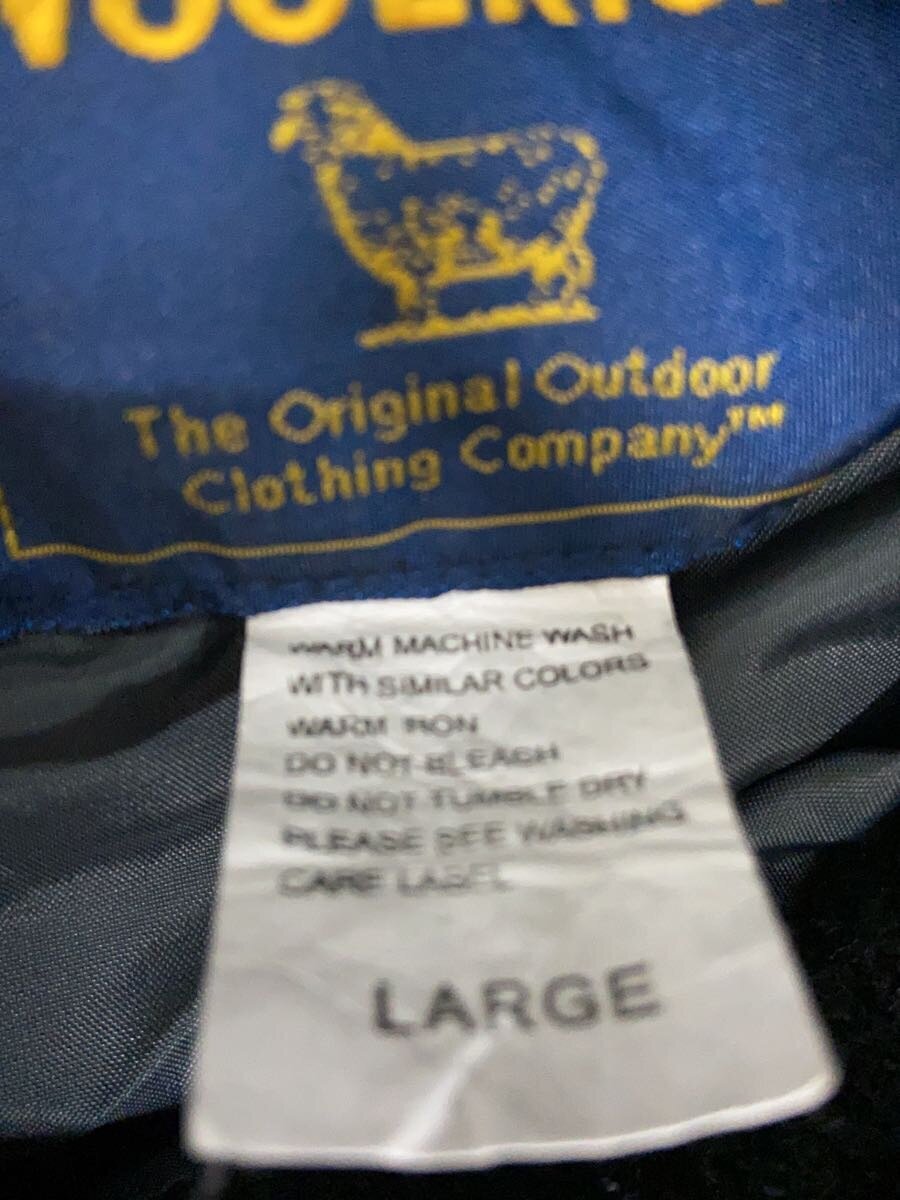 WOOLRICH
The Original Outdoor
Clothing Company™
WARM MACHINE WASH
WITH SIMILAR COLORS
WARM IRON
DO NOT BLEACH
DO NOT TUMBLE DRY
PLEASE SEE WASHING
CARE LABEL
LARGE